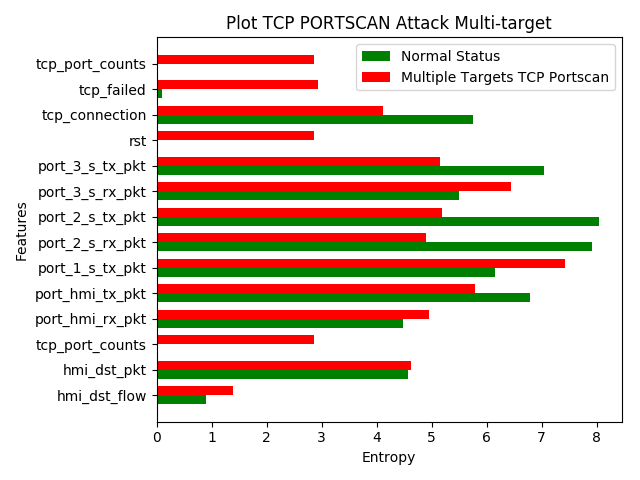 Plot TCP PORTSCAN Attack Multi-target
Normal Status
Multiple Targets TCP Portscan
Features
tcp_port_counts
tcp_failed
tcp_connection
rst
port_3_s_tx_pkt
port_3_s_rx_pkt
port_2_s_tx_pkt
port_2_s_rx_pkt
port_1_s_tx_pkt
port_hmi_tx_pkt
port_hmi_rx_pkt
tcp_port_counts
hmi_dst_pkt
hmi_dst_flow
0 1 2 3 4 5 6 7 8
Entropy